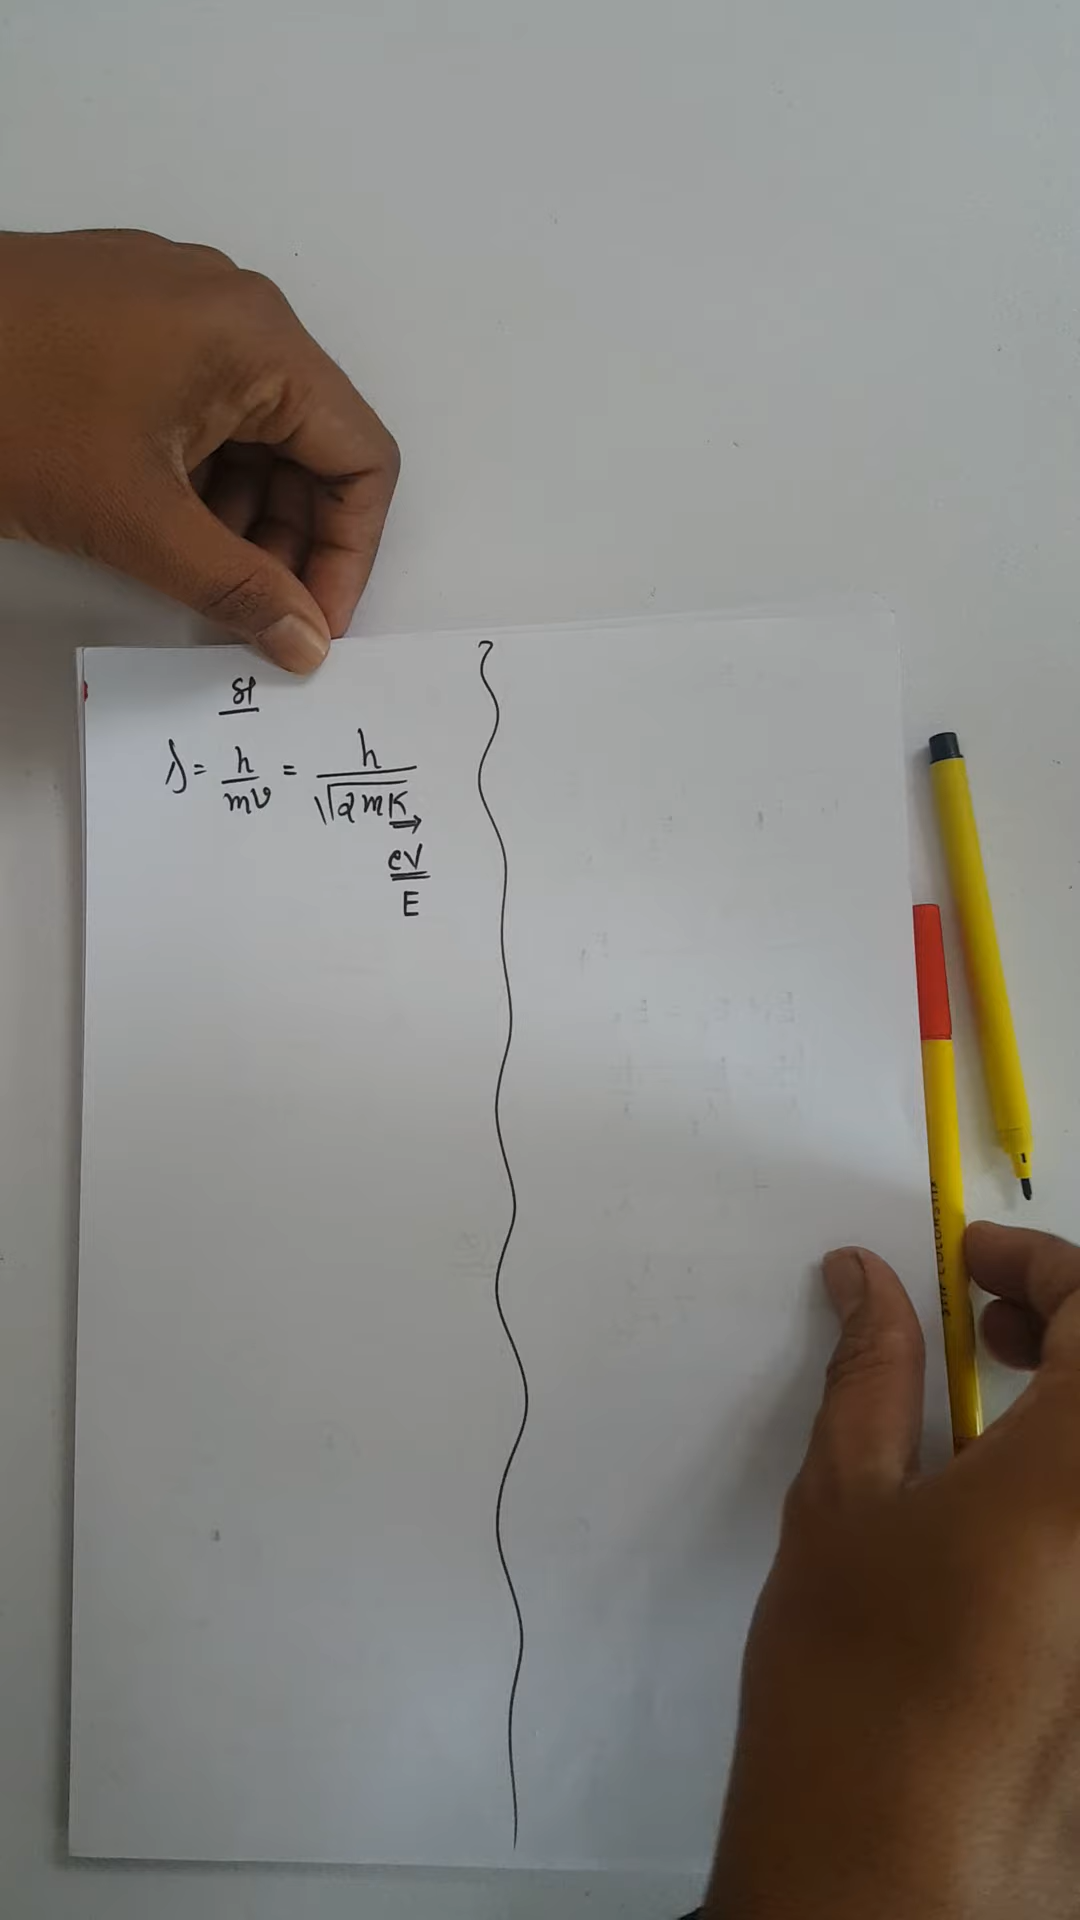 λ = h/mv = h/√2mK
eV
E